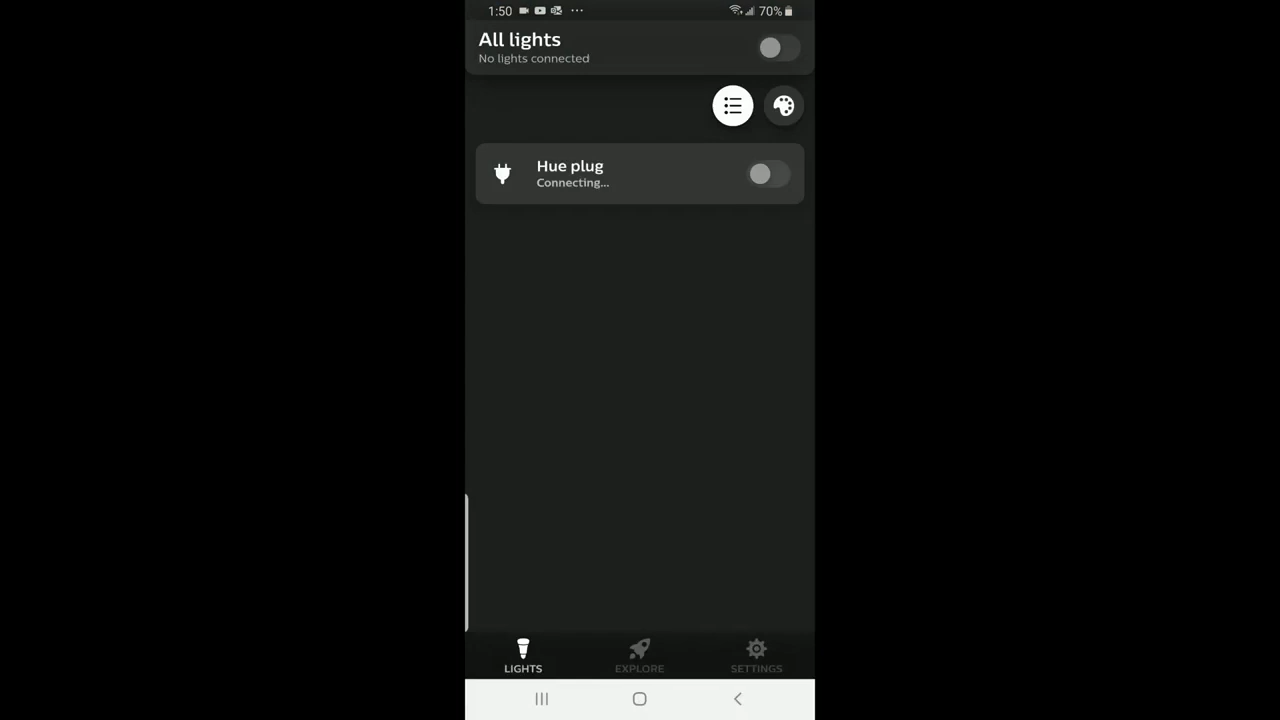 1:50 70%
All lights
No lights connected
Hue plug
Connecting...
LIGHTS EXPLORE SETTINGS